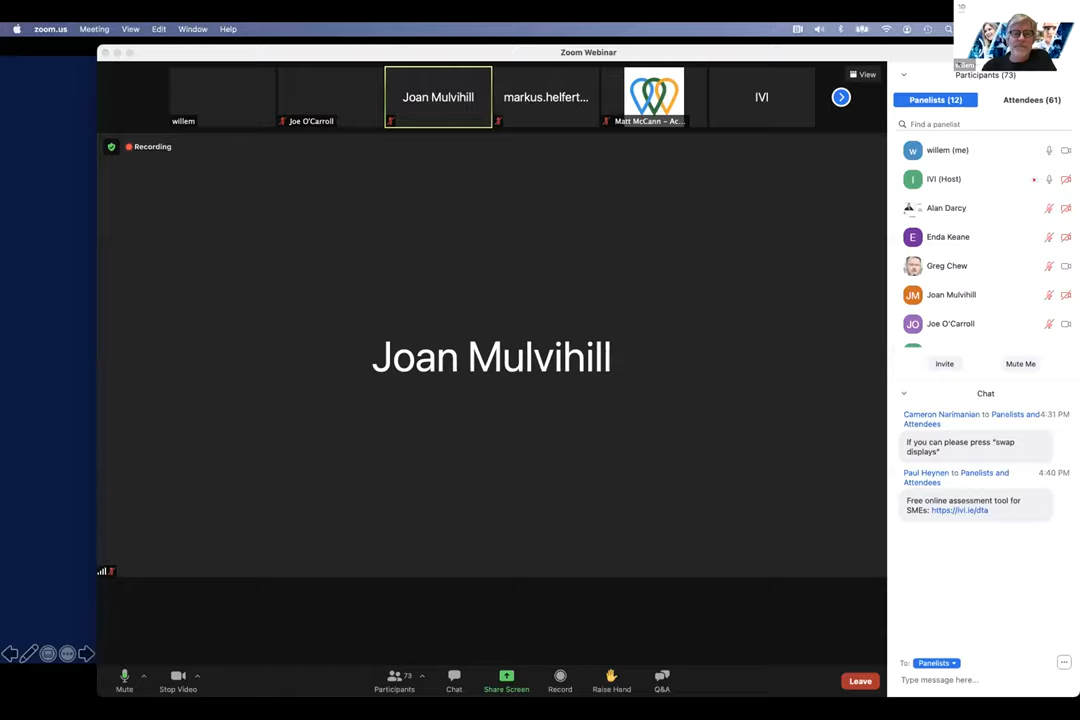 zoom.us Meeting View Edit Window Help
Zoom Webinar
willem
Joe O'Carroll
Joan Mulvihill
markus.helfert...
Matt McCann – Ac...
IVI
View
Recording
Joan Mulvihill
willem
Participants (73)
Panelists (12) Attendees (61)
Find a panelist
w willem (me)
I IVI (Host)
Alan Darcy
E Enda Keane
Greg Chew
JM Joan Mulvihill
JO Joe O'Carroll
Invite Mute Me
Chat
Cameron Narimanian to Panelists and 4:31 PM
Attendees
If you can please press "swap
displays"
Paul Heynen to Panelists and 4:40 PM
Attendees
Free online assessment tool for
SMEs: https://ivi.ie/dta
To: Panelists
Type message here...
Mute
Stop Video
73
Participants
Chat
Share Screen
Record
Raise Hand
Q&A
Leave